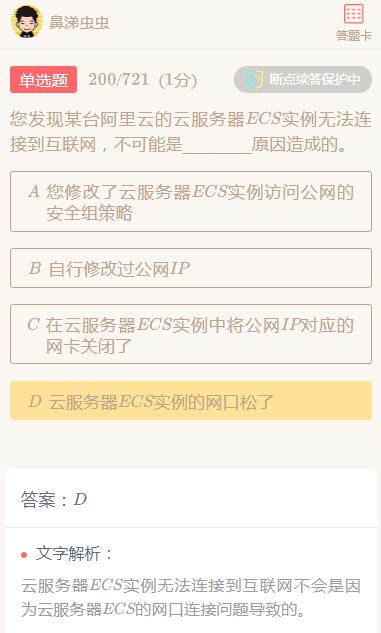 鼻涕虫虫
答题卡
单选题 200/721 (1分) 断点续答保护中
您发现某台阿里云的云服务器ECS实例无法连
接到互联网，不可能是________原因造成的。
A 您修改了云服务器ECS实例访问公网的
安全组策略
B 自行修改过公网IP
C 在云服务器ECS实例中将公网IP对应的
网卡关闭了
D 云服务器ECS实例的网口松了
答案：D
文字解析：
云服务器ECS实例无法连接到互联网不会是因
为云服务器ECS的网口连接问题导致的。